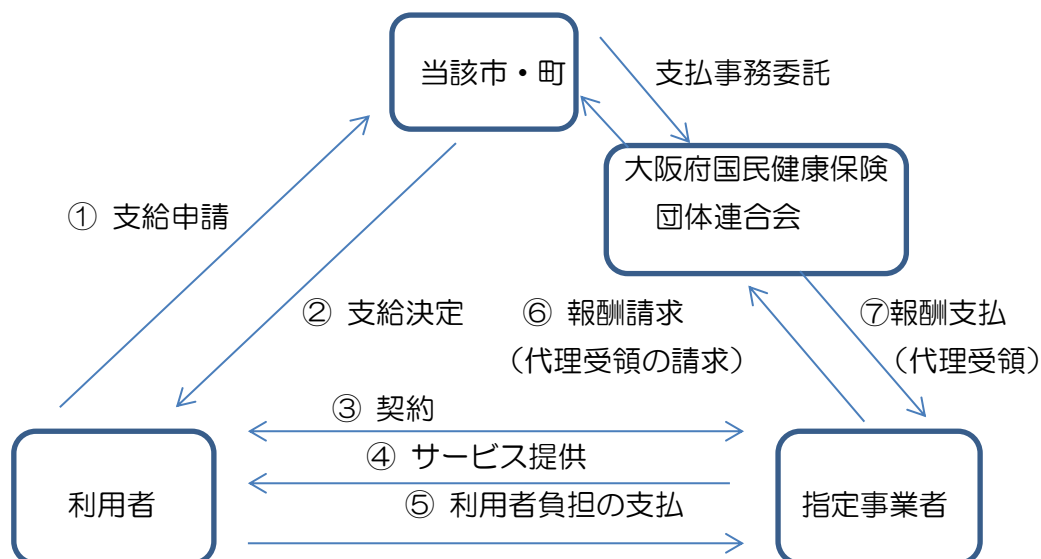 当該市・町
支払事務委託
大阪府国民健康保険
団体連合会
① 支給申請
② 支給決定
⑥ 報酬請求
(代理受領の請求)
⑦報酬支払
(代理受領)
③ 契約
④ サービス提供
⑤ 利用者負担の支払
利用者
指定事業者